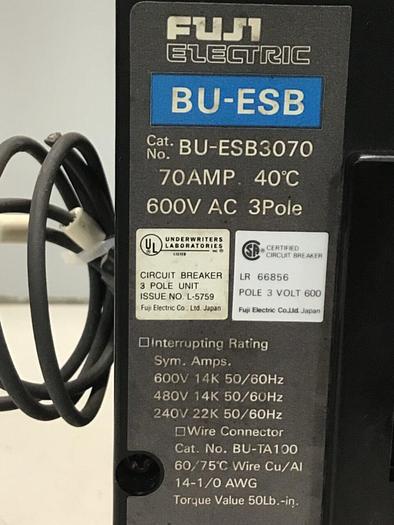 FUJI
ELECTRIC
BU-ESB
Cat. No. BU-ESB3070
70AMP. 40°C
600V AC 3Pole
UL UNDERWRITERS LABORATORIES INC.®
LISTED
CIRCUIT BREAKER
3 POLE UNIT
ISSUE NO. L-5759
Fuji Electric Co. Ltd. Japan
SA CERTIFIED CIRCUIT BREAKER
LR 66856
POLE 3 VOLT 600
Fuji Electric Co., Ltd. Japan
□Interrupting Rating
Sym. Amps.
600V 14K 50/60Hz
480V 14K 50/60Hz
240V 22K 50/60Hz
□Wire Connector
Cat. No. BU-TA100
60/75°C Wire Cu/Al
14-1/0 AWG
Torque Value 50Lb.-in.